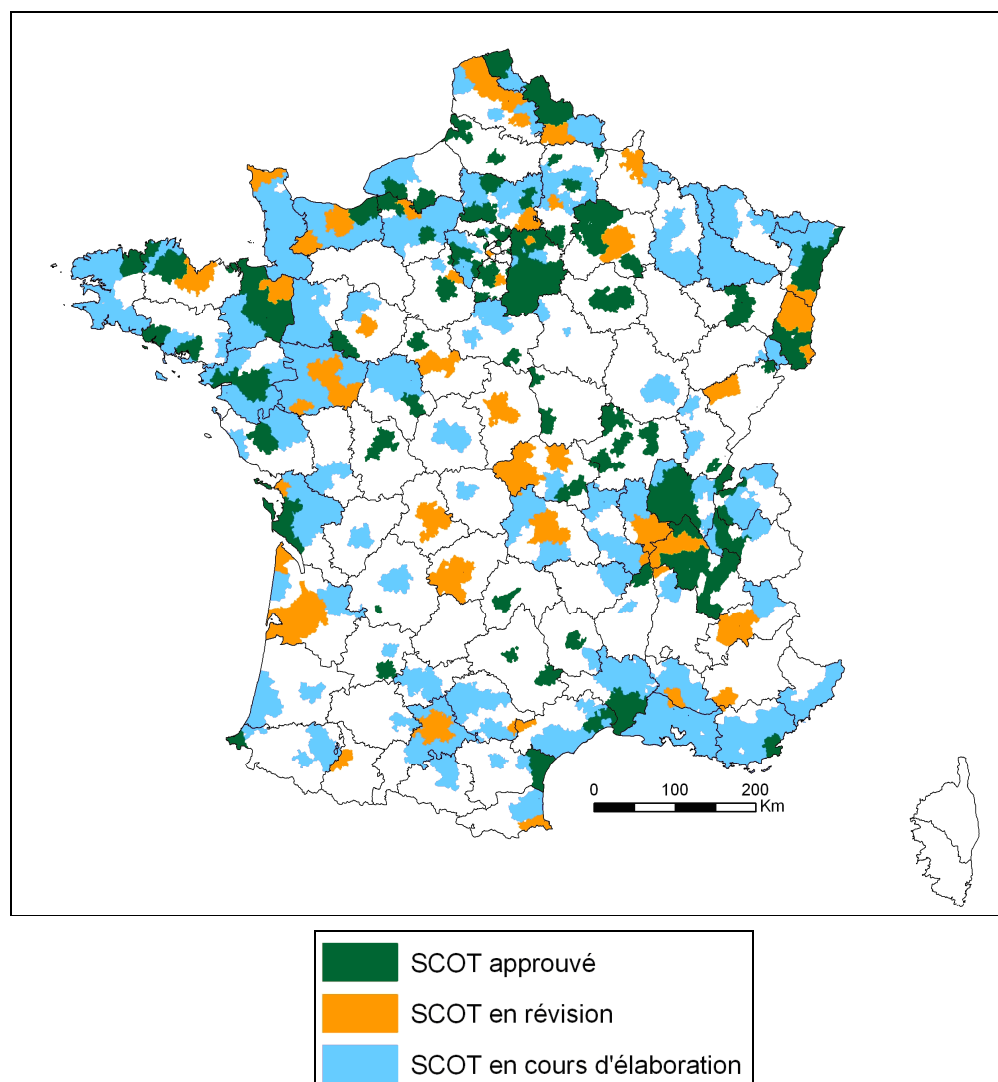 0 100 200
Km
SCOT approuvé
SCOT en révision
SCOT en cours d'élaboration